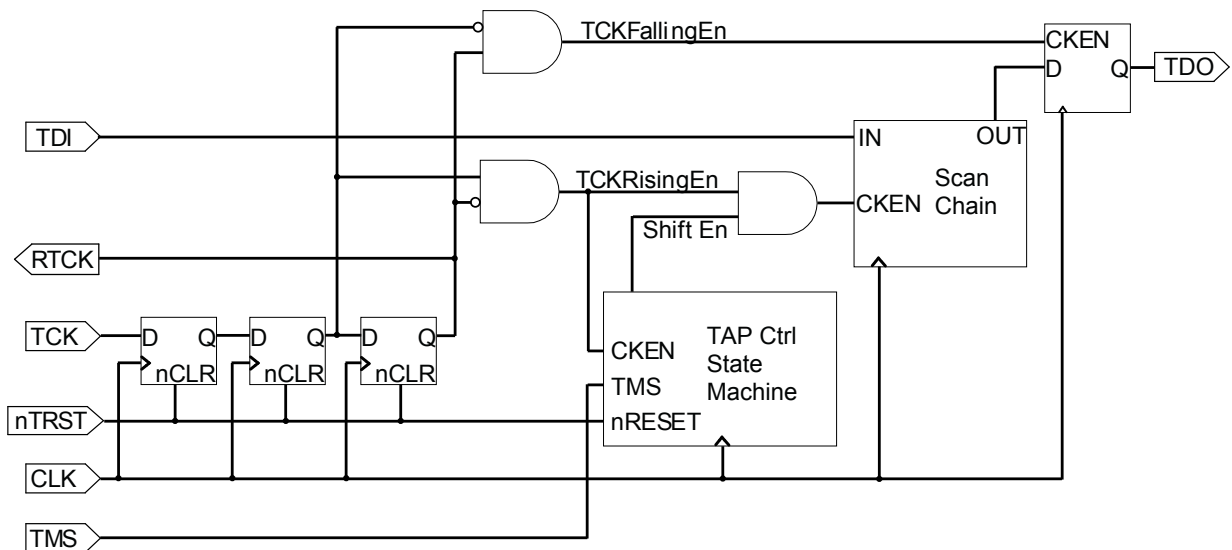 TCKFallingEn
CKEN
D Q
TDO
TDI
IN OUT
Scan
Chain
CKEN
TCKRisingEn
Shift En
RTCK
TCK
D Q
nCLR
D Q
nCLR
D Q
nCLR
TAP Ctrl
State
Machine
CKEN
TMS
nRESET
nTRST
CLK
TMS